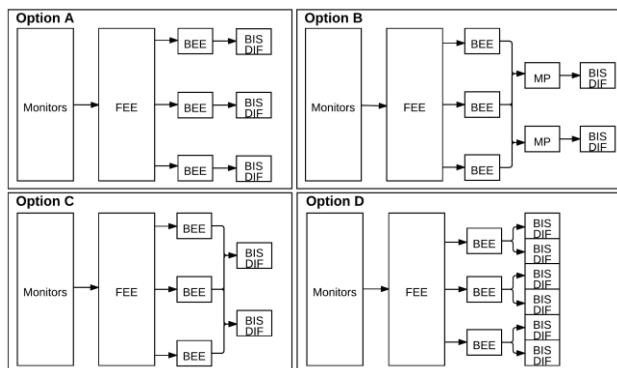 Option A
Monitors
FEE
BEE
BIS
DIF
BEE
BIS
DIF
BEE
BIS
DIF
Option B
Monitors
FEE
BEE
BEE
BEE
MP
BIS
DIF
MP
BIS
DIF
Option C
Monitors
FEE
BEE
BEE
BEE
BIS
DIF
BIS
DIF
Option D
Monitors
FEE
BEE
BIS
DIF
BIS
DIF
BEE
BIS
DIF
BIS
DIF
BEE
BIS
DIF
BIS
DIF